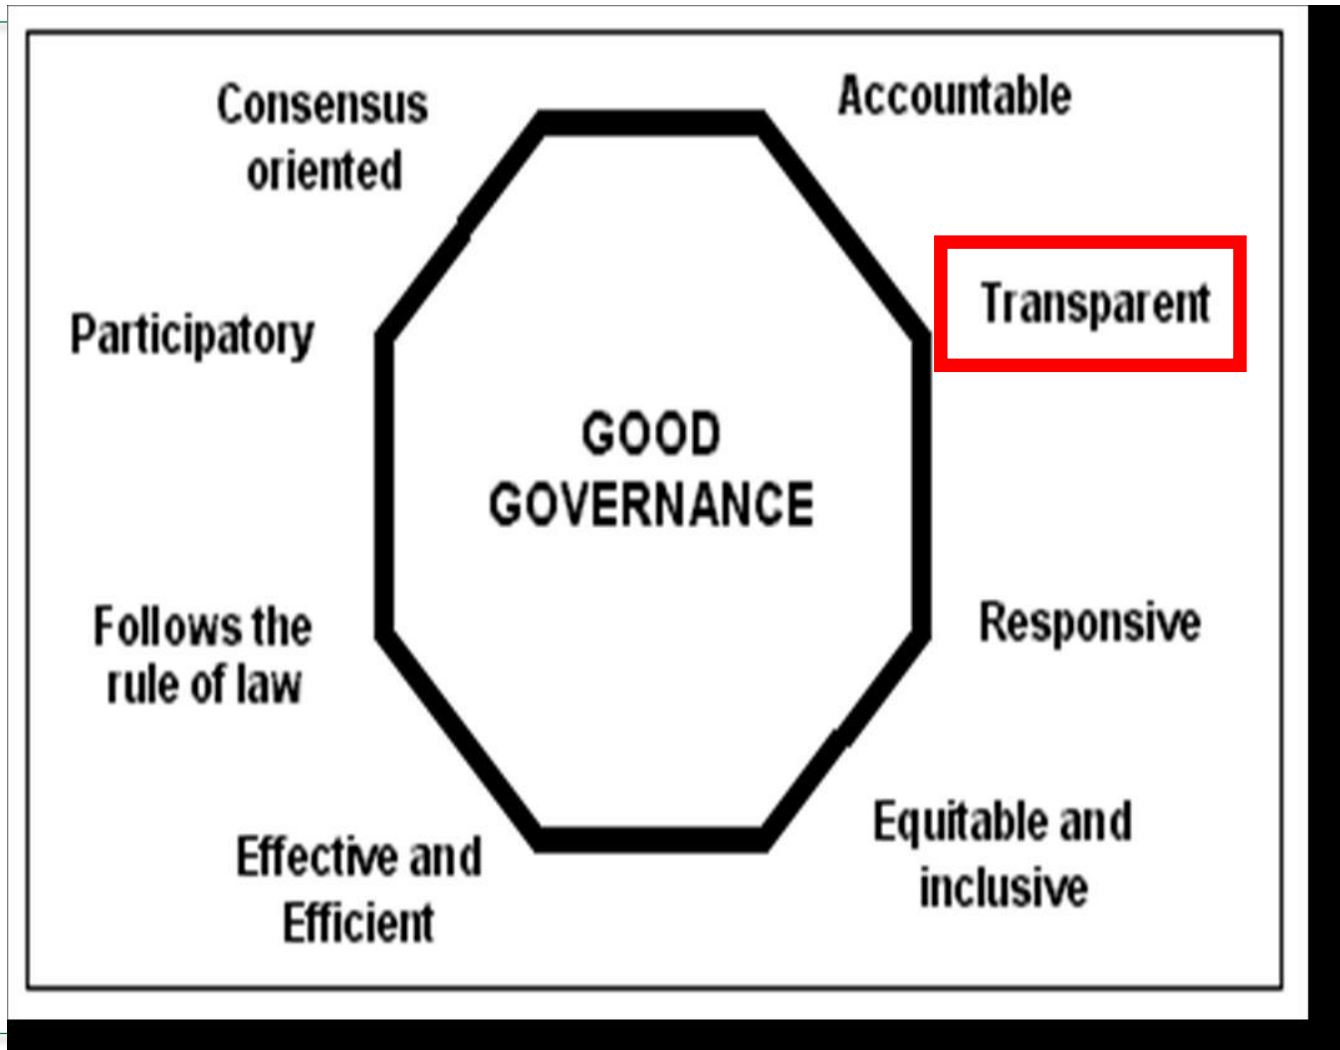 Consensus
oriented
Accountable
Participatory
Transparent
GOOD
GOVERNANCE
Follows the
rule of law
Responsive
Effective and
Efficient
Equitable and
inclusive